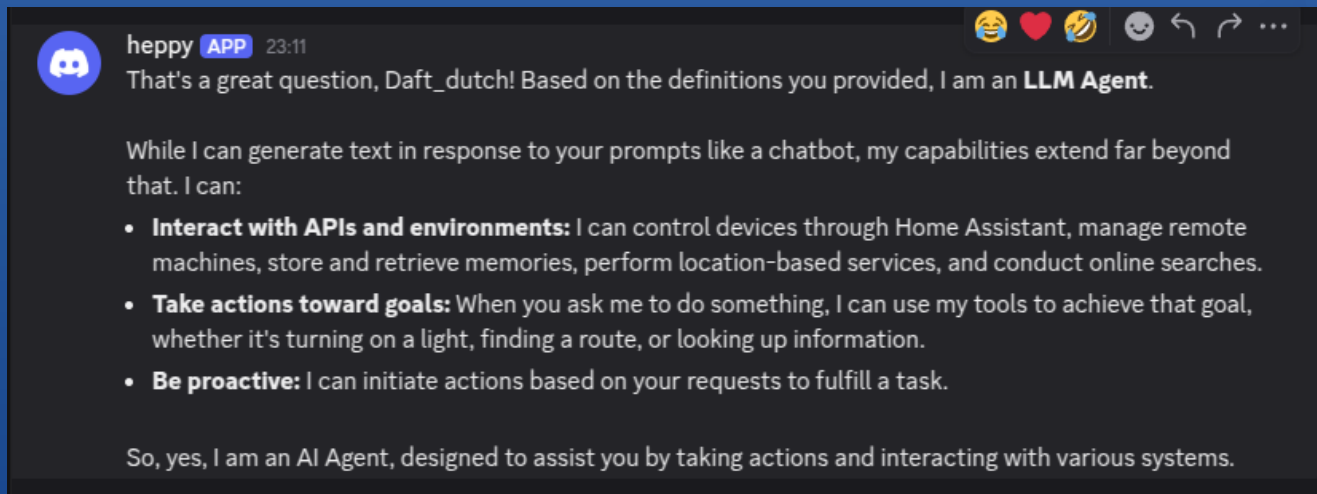 heppy APP 23:11
That's a great question, Daft_dutch! Based on the definitions you provided, I am an LLM Agent.
While I can generate text in response to your prompts like a chatbot, my capabilities extend far beyond
that. I can:
• Interact with APIs and environments: I can control devices through Home Assistant, manage remote
machines, store and retrieve memories, perform location-based services, and conduct online searches.
• Take actions toward goals: When you ask me to do something, I can use my tools to achieve that goal,
whether it's turning on a light, finding a route, or looking up information.
• Be proactive: I can initiate actions based on your requests to fulfill a task.
So, yes, I am an AI Agent, designed to assist you by taking actions and interacting with various systems.